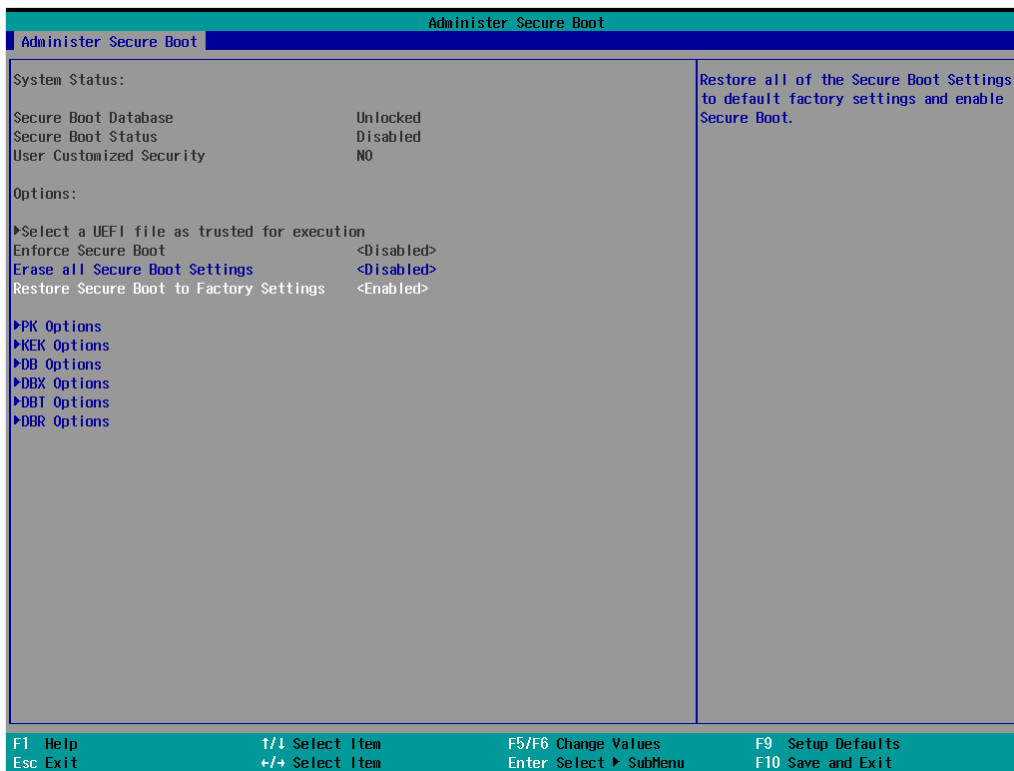 Administer Secure Boot
Administer Secure Boot
System Status:
Secure Boot Database Unlocked
Secure Boot Status Disabled
User Customized Security NO
Options:
▶Select a UEFI file as trusted for execution
Enforce Secure Boot <Disabled>
Erase all Secure Boot Settings <Disabled>
Restore Secure Boot to Factory Settings <Enabled>
▶PK Options
▶KEK Options
▶DB Options
▶DBX Options
▶DBT Options
▶DBR Options
Restore all of the Secure Boot Settings
to default factory settings and enable
Secure Boot.
F1 Help ↑/↓ Select Item F5/F6 Change Values F9 Setup Defaults
Esc Exit ←/→ Select Item Enter Select ▶ SubMenu F10 Save and Exit